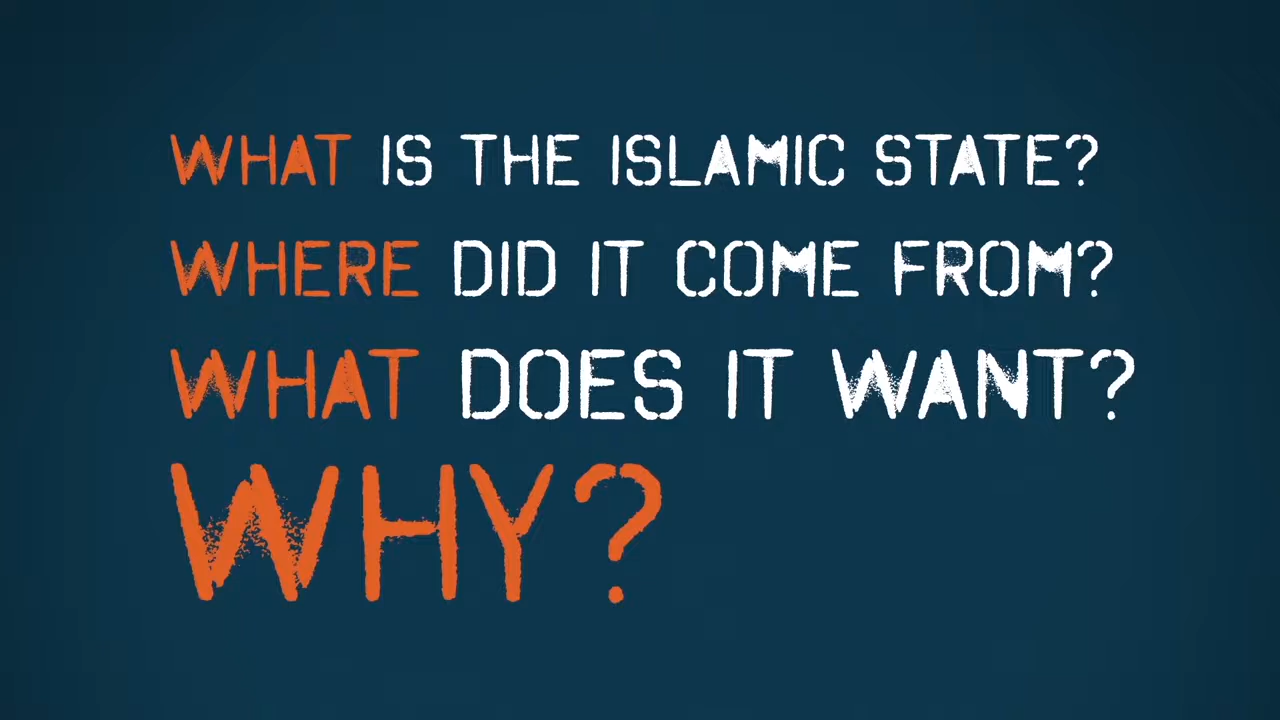 WHAT IS THE ISLAMIC STATE?
WHERE DID IT COME FROM?
WHAT DOES IT WANT?
WHY?